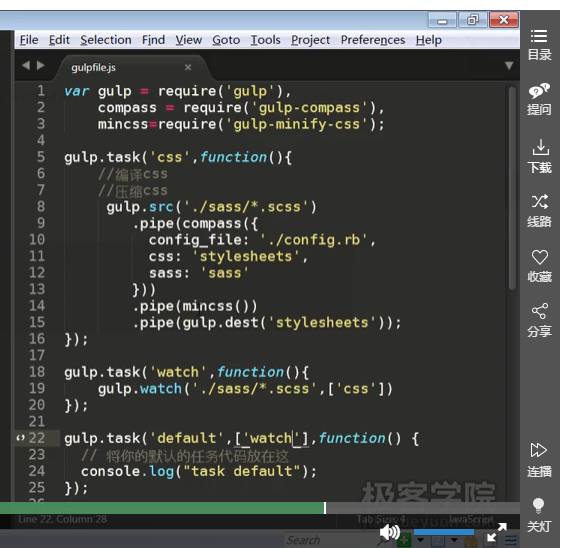 File Edit Selection Find View Goto Tools Project Preferences Help
gulpfile.js
1 var gulp = require('gulp'),
2 compass = require('gulp-compass'),
3 mincss=require('gulp-minify-css');
4
5 gulp.task('css',function(){
6 //编译css
7 //压缩css
8 gulp.src('./sass/*.scss')
9 .pipe(compass({
10 config_file: './config.rb',
11 css: 'stylesheets',
12 sass: 'sass'
13 }))
14 .pipe(mincss())
15 .pipe(gulp.dest('stylesheets'));
16 });
17
18 gulp.task('watch',function(){
19 gulp.watch('./sass/*.scss',['css'])
20 });
21
22 gulp.task('default',['watch'],function() {
23 // 将你的默认的任务代码放在这
24 console.log("task default");
25 });
极客学院
Line 22, Column 28
Tab Size: 4
JavaScript
Search
目录
提问
下载
线路
收藏
分享
连播
关灯